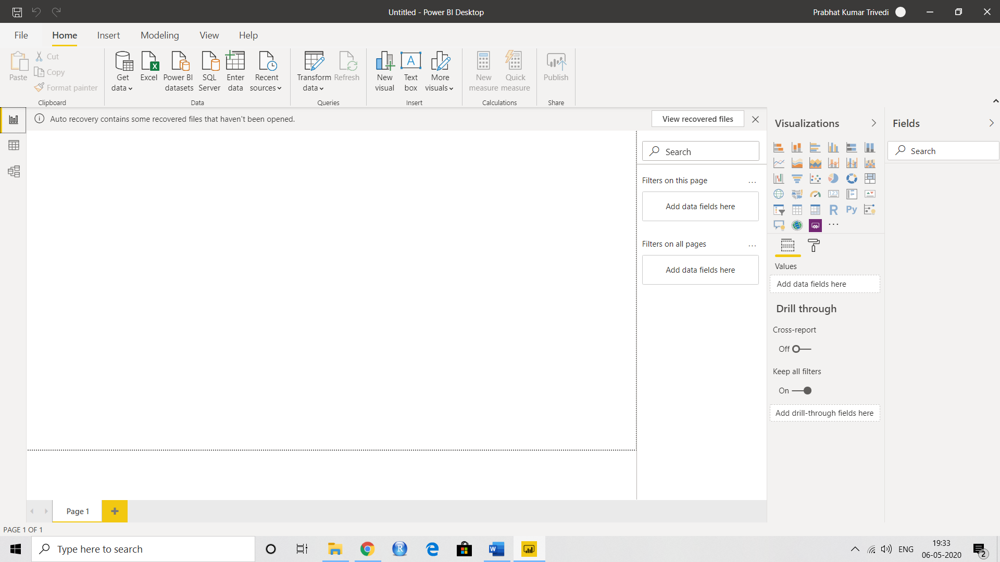 Untitled - Power BI Desktop
Prabhat Kumar Trivedi
File Home Insert Modeling View Help
Paste
Cut
Copy
Format painter
Clipboard
Get data
Excel
Power BI datasets
SQL Server
Enter data
Recent sources
Data
Transform data
Refresh
Queries
New visual
Text box
More visuals
Insert
New measure
Quick measure
Calculations
Publish
Share
Auto recovery contains some recovered files that haven't been opened.
View recovered files
Search
Filters on this page
...
Add data fields here
Filters on all pages
...
Add data fields here
Visualizations
123
R
Py
...
Values
Add data fields here
Drill through
Cross-report
Off
Keep all filters
On
Add drill-through fields here
Fields
Search
Page 1
PAGE 1 OF 1
Type here to search
ENG
19:33
06-05-2020
2